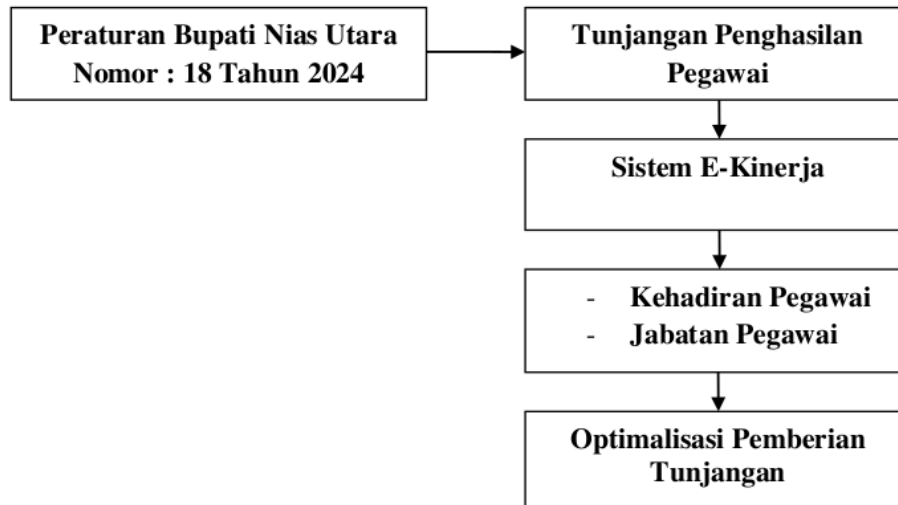 Peraturan Bupati Nias Utara
Nomor : 18 Tahun 2024
Tunjangan Penghasilan
Pegawai
Sistem E-Kinerja
- Kehadiran Pegawai
- Jabatan Pegawai
Optimalisasi Pemberian
Tunjangan